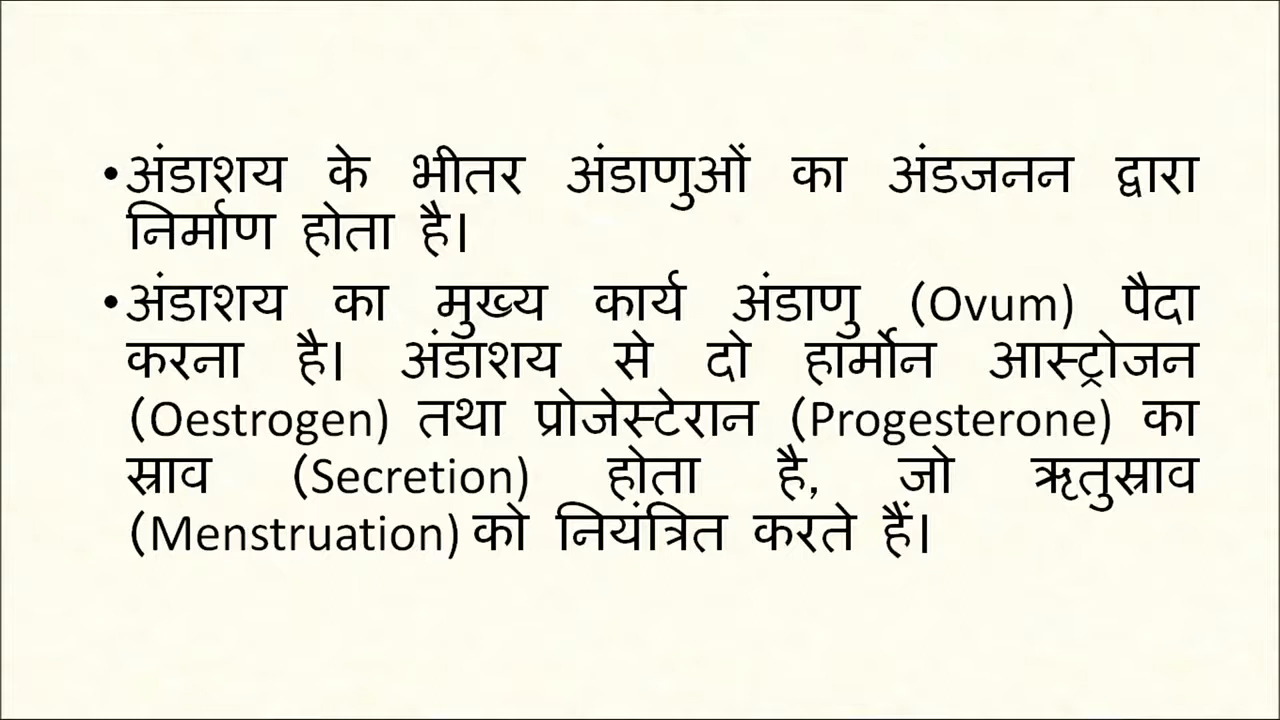 •अंडाशय के भीतर अंडाणुओं का अंडजनन द्वारा
निर्माण होता है।
•अंडाशय का मुख्य कार्य अंडाणु (Ovum) पैदा
करना है। अंडाशय से दो हार्मोन आस्ट्रोजन
(Oestrogen) तथा प्रोजेस्टेरान (Progesterone) का
स्राव (Secretion) होता है, जो ऋतुस्राव
(Menstruation) को नियंत्रित करते हैं।